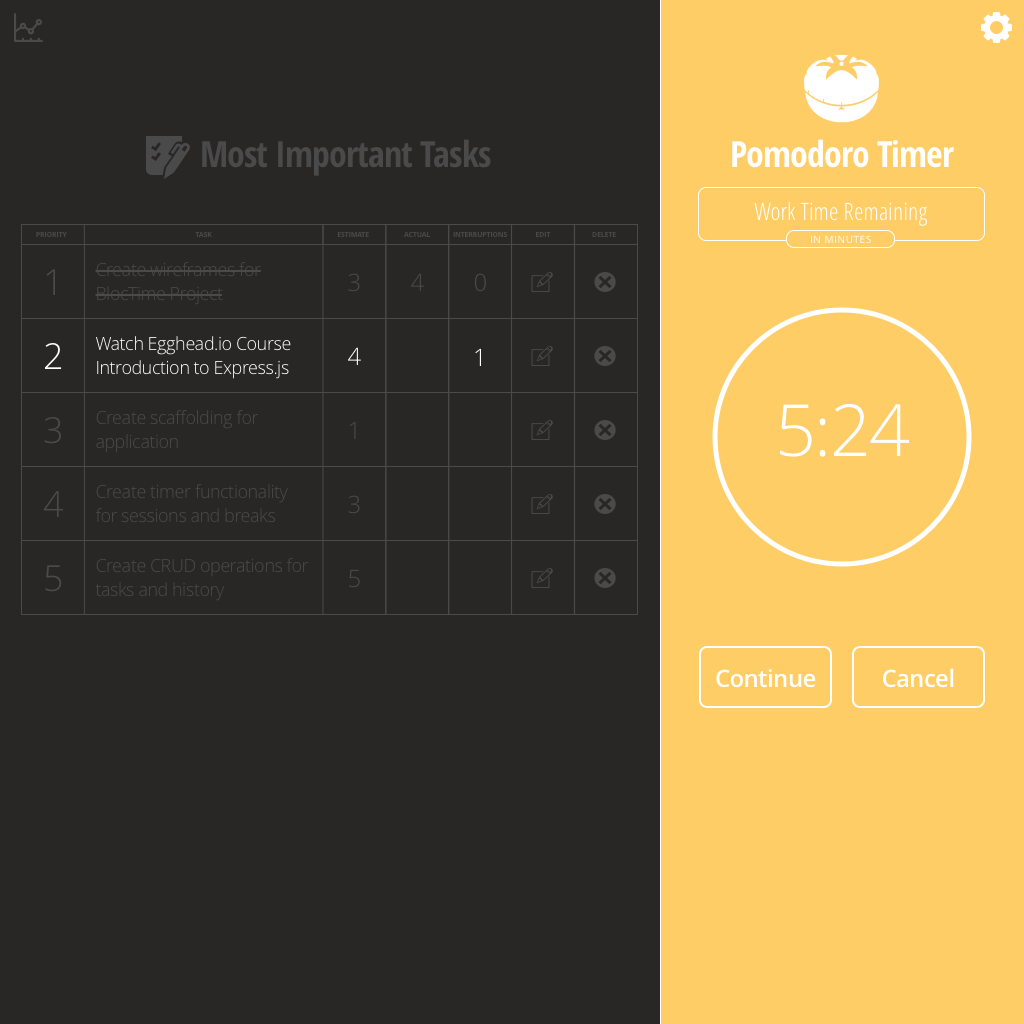 Most Important Tasks
PRIORITY TASK ESTIMATE ACTUAL INTERRUPTIONS EDIT DELETE
1 Create wireframes for 3 4 0
BlocTime Project
2 Watch Egghead.io Course 4 1
Introduction to Express.js
3 Create scaffolding for 1
application
4 Create timer functionality 3
for sessions and breaks
5 Create CRUD operations for 5
tasks and history
Pomodoro Timer
Work Time Remaining
IN MINUTES
5:24
Continue Cancel